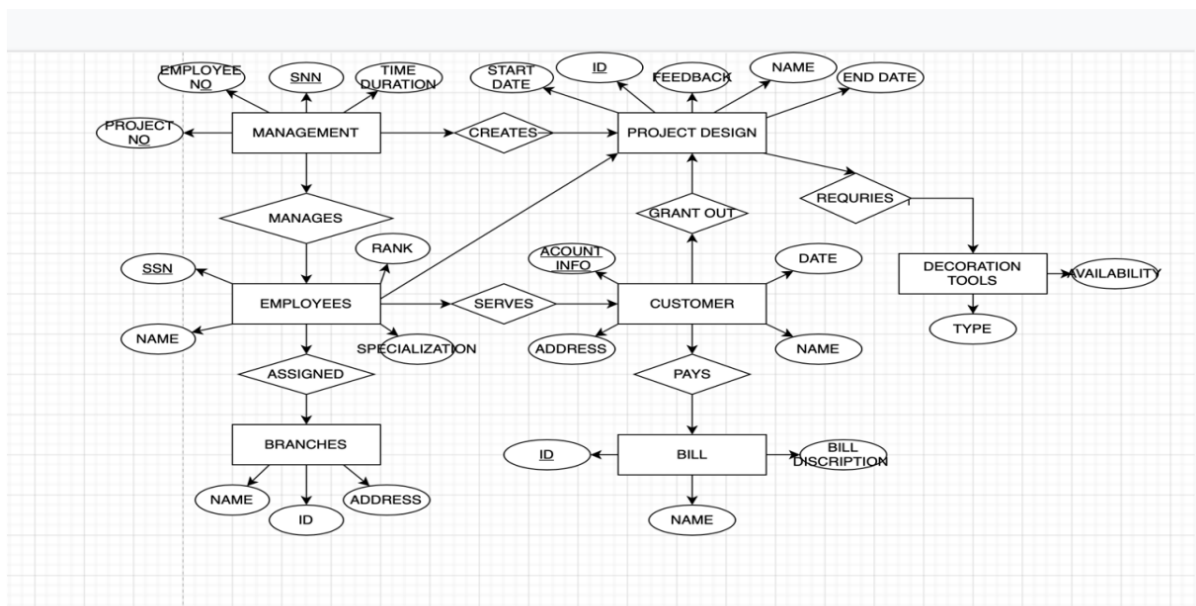 EMPLOYEE
NO
SNN
TIME
DURATION
START
DATE
ID
FEEDBACK
NAME
END DATE
PROJECT
NO
MANAGEMENT
CREATES
PROJECT DESIGN
MANAGES
GRANT OUT
REQURIES
RANK
SSN
ACOUNT
INFO
DATE
DECORATION
TOOLS
AVAILABILITY
EMPLOYEES
SERVES
CUSTOMER
TYPE
NAME
SPECIALIZATION
ADDRESS
NAME
ASSIGNED
PAYS
BRANCHES
ID
BILL
BILL
DISCRIPTION
NAME
ID
ADDRESS
NAME